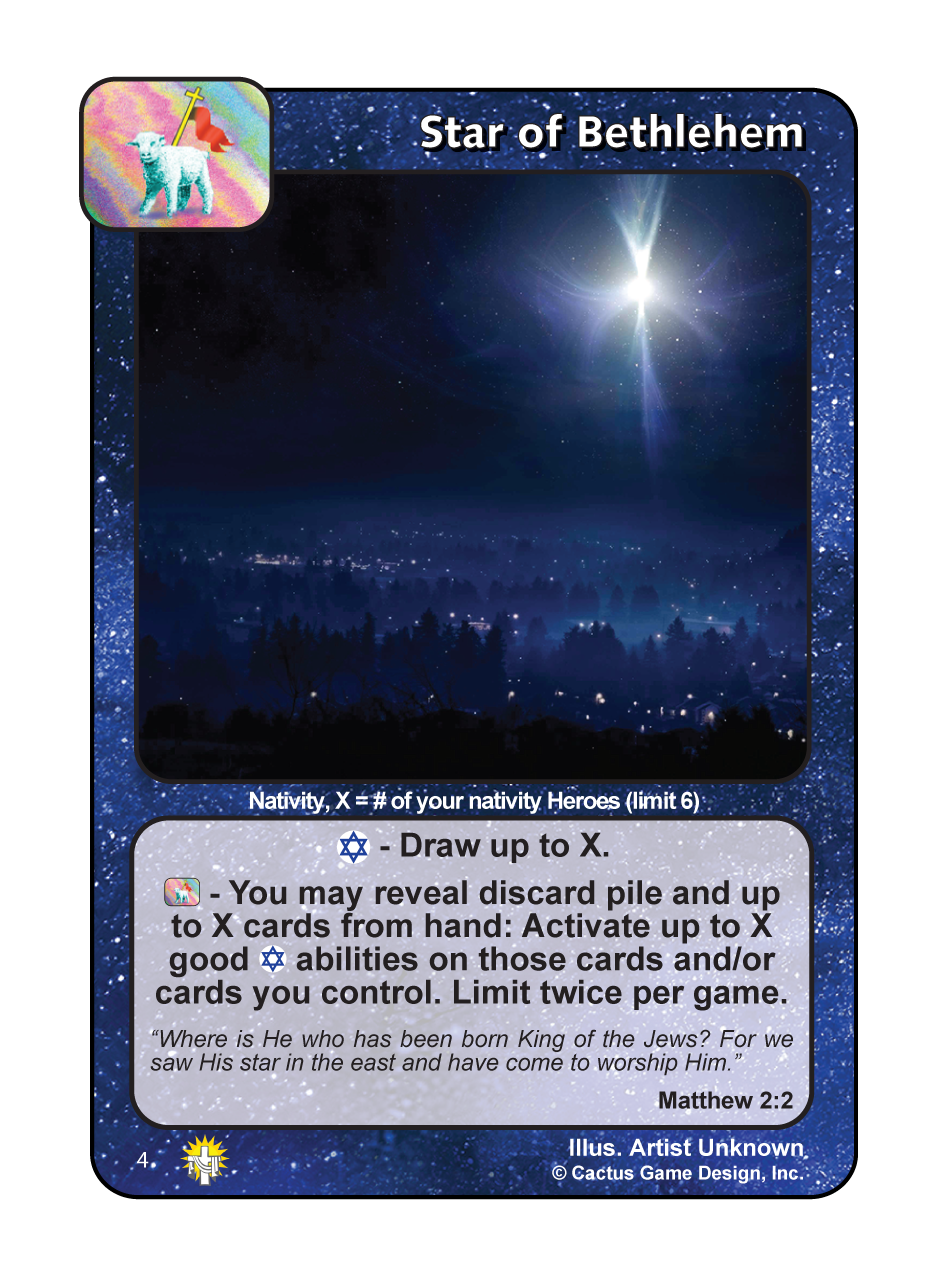 Star of Bethlehem
Nativity, X = # of your nativity Heroes (limit 6)
- Draw up to X.
- You may reveal discard pile and up
to X cards from hand: Activate up to X
good ✡ abilities on those cards and/or
cards you control. Limit twice per game.
“Where is He who has been born King of the Jews? For we
saw His star in the east and have come to worship Him.”
Matthew 2:2
4
Illus. Artist Unknown
© Cactus Game Design, Inc.